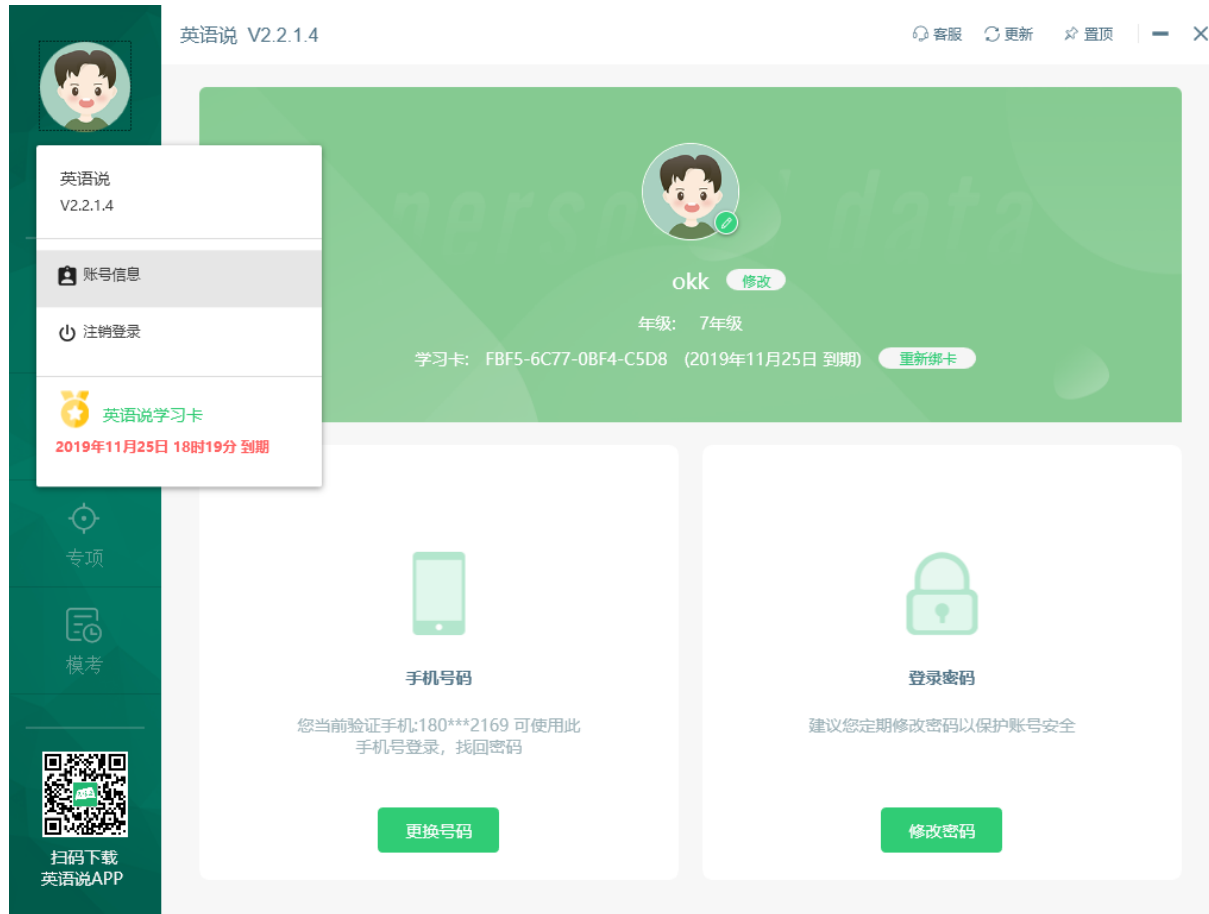 英语说 V2.2.1.4
客服 更新 置顶
英语说
V2.2.1.4
账号信息
注销登录
英语说学习卡
2019年11月25日 18时19分 到期
personal data
okk 修改
年级: 7年级
学习卡: FBF5-6C77-0BF4-C5D8 (2019年11月25日 到期) 重新绑卡
专项
模考
扫码下载
英语说APP
手机号码
您当前验证手机:180***2169 可使用此
手机号登录，找回密码
更换号码
登录密码
建议您定期修改密码以保护账号安全
修改密码